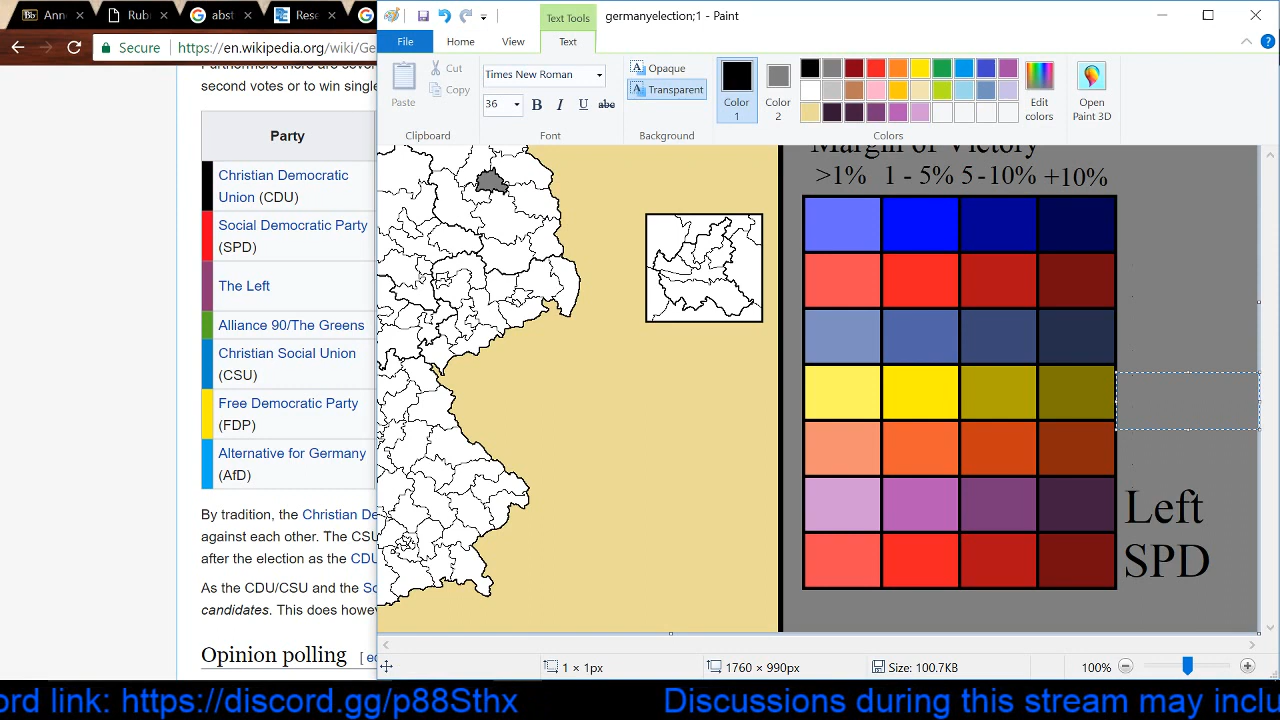 Anno
Rubi
abst
Rese
Text Tools
germanyelection;1 - Paint
Secure
https://en.wikipedia.org/wiki/Ge
File
Home
View
Text
Paste
Cut
Copy
Clipboard
Times New Roman
36
B I U abc
Font
Opaque
Transparent
Background
Color 1
Color 2
Edit colors
Open Paint 3D
Colors
second votes or to win single
Party
Christian Democratic
Union (CDU)
Social Democratic Party
(SPD)
The Left
Alliance 90/The Greens
Christian Social Union
(CSU)
Free Democratic Party
(FDP)
Alternative for Germany
(AfD)
By tradition, the Christian De
against each other. The CSU
after the election as the CDU
As the CDU/CSU and the So
candidates. This does howev
Opinion polling [ ed
Margin of Victory
>1% 1 - 5% 5 -10% +10%
Left
SPD
1 × 1px
1760 × 990px
Size: 100.7KB
100%
ord link: https://discord.gg/p88Sthx
Discussions during this stream may inclu